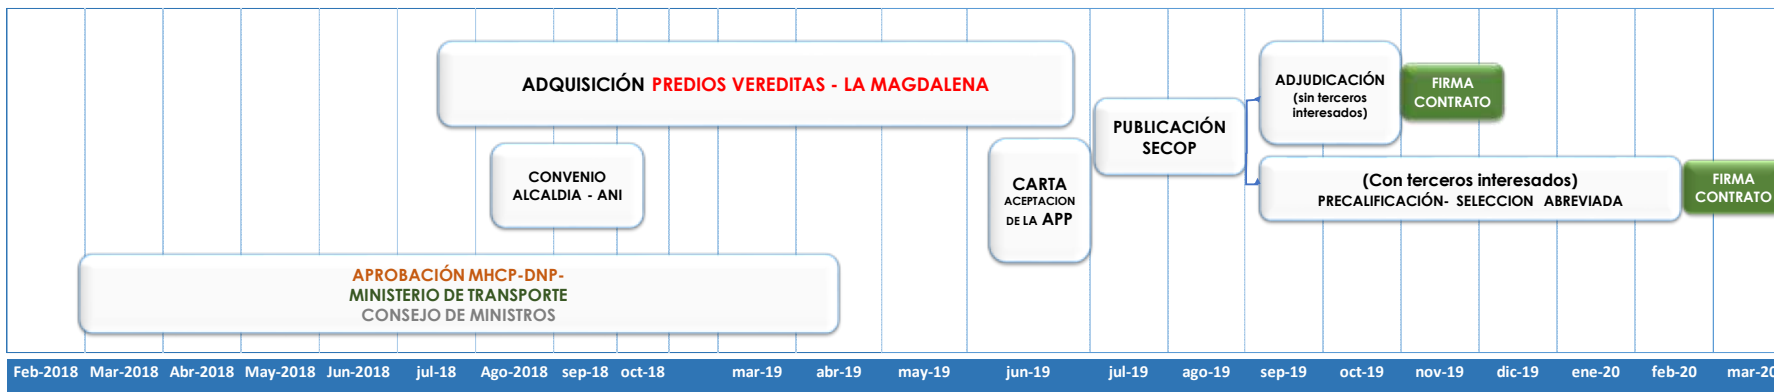 ADQUISICIÓN PREDIOS VEREDITAS - LA MAGDALENA
CONVENIO
ALCALDIA - ANI
APROBACIÓN MHCP-DNP-
MINISTERIO DE TRANSPORTE
CONSEJO DE MINISTROS
CARTA
ACEPTACION
DE LA APP
PUBLICACIÓN
SECOP
ADJUDICACIÓN
(sin terceros
interesados)
FIRMA
CONTRATO
(Con terceros interesados)
PRECALIFICACIÓN- SELECCION ABREVIADA
FIRMA
CONTRATO
Feb-2018 Mar-2018 Abr-2018 May-2018 Jun-2018 jul-18 Ago-2018 sep-18 oct-18 mar-19 abr-19 may-19 jun-19 jul-19 ago-19 sep-19 oct-19 nov-19 dic-19 ene-20 feb-20 mar-20